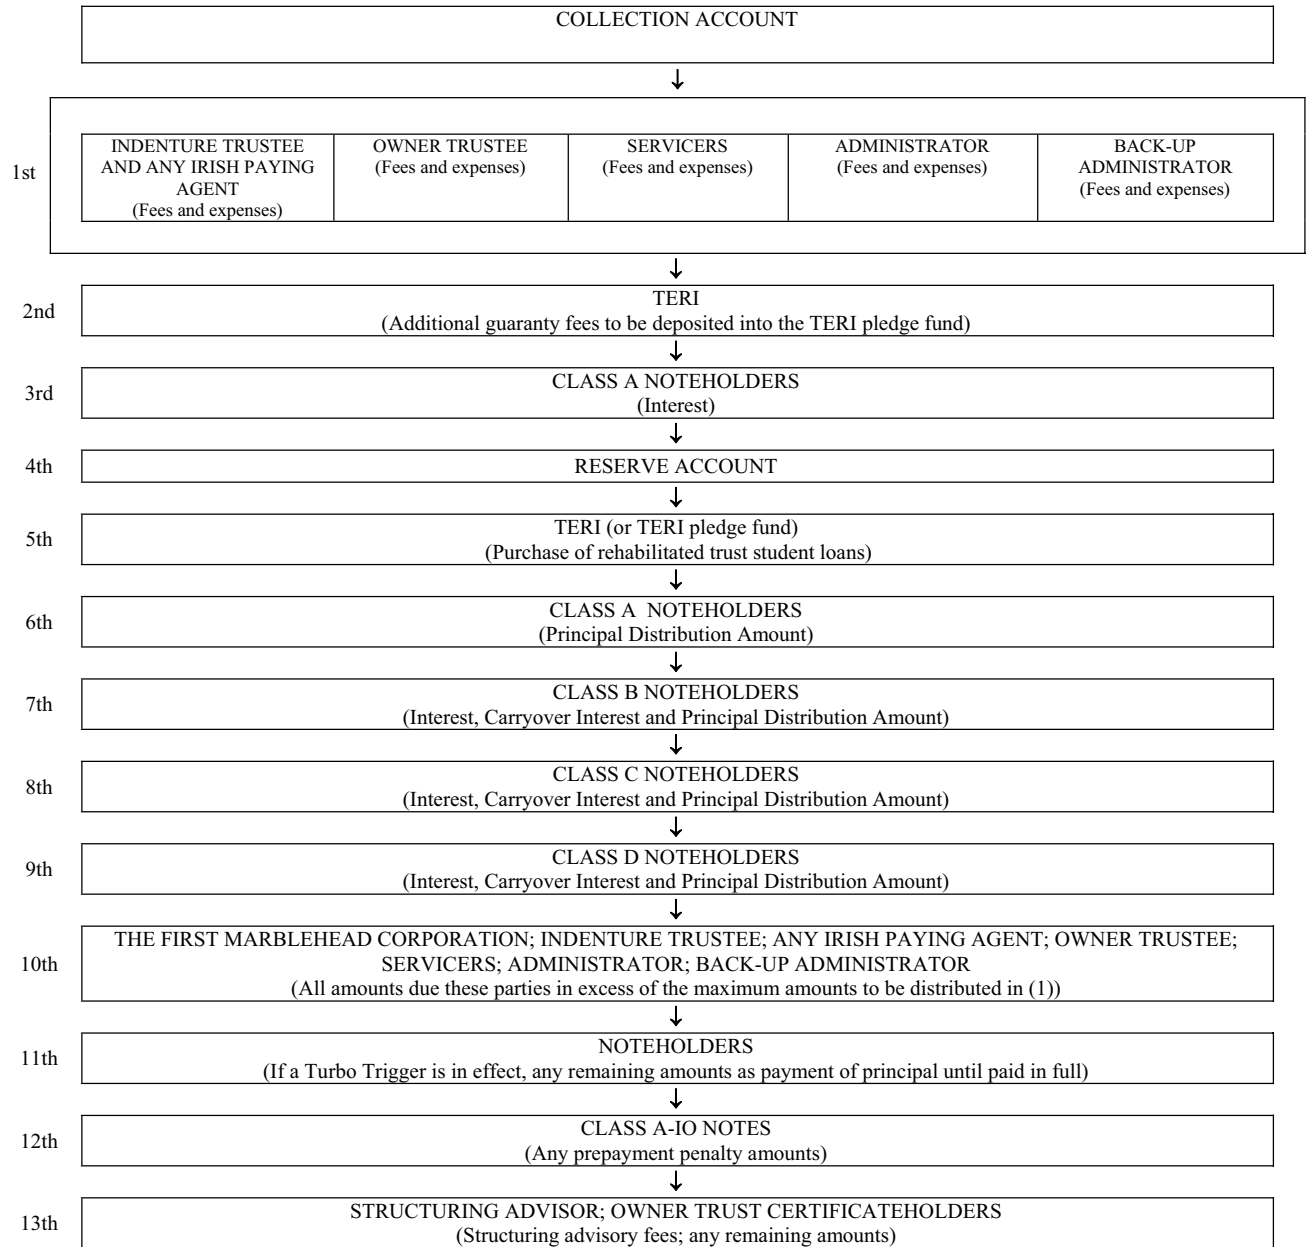 COLLECTION ACCOUNT
1st
INDENTURE TRUSTEE
AND ANY IRISH PAYING
AGENT
(Fees and expenses)
OWNER TRUSTEE
(Fees and expenses)
SERVICERS
(Fees and expenses)
ADMINISTRATOR
(Fees and expenses)
BACK-UP
ADMINISTRATOR
(Fees and expenses)
2nd
TERI
(Additional guaranty fees to be deposited into the TERI pledge fund)
3rd
CLASS A NOTEHOLDERS
(Interest)
4th
RESERVE ACCOUNT
5th
TERI (or TERI pledge fund)
(Purchase of rehabilitated trust student loans)
6th
CLASS A NOTEHOLDERS
(Principal Distribution Amount)
7th
CLASS B NOTEHOLDERS
(Interest, Carryover Interest and Principal Distribution Amount)
8th
CLASS C NOTEHOLDERS
(Interest, Carryover Interest and Principal Distribution Amount)
9th
CLASS D NOTEHOLDERS
(Interest, Carryover Interest and Principal Distribution Amount)
10th
THE FIRST MARBLEHEAD CORPORATION; INDENTURE TRUSTEE; ANY IRISH PAYING AGENT; OWNER TRUSTEE;
SERVICERS; ADMINISTRATOR; BACK-UP ADMINISTRATOR
(All amounts due these parties in excess of the maximum amounts to be distributed in (1))
11th
NOTEHOLDERS
(If a Turbo Trigger is in effect, any remaining amounts as payment of principal until paid in full)
12th
CLASS A-IO NOTES
(Any prepayment penalty amounts)
13th
STRUCTURING ADVISOR; OWNER TRUST CERTIFICATEHOLDERS
(Structuring advisory fees; any remaining amounts)